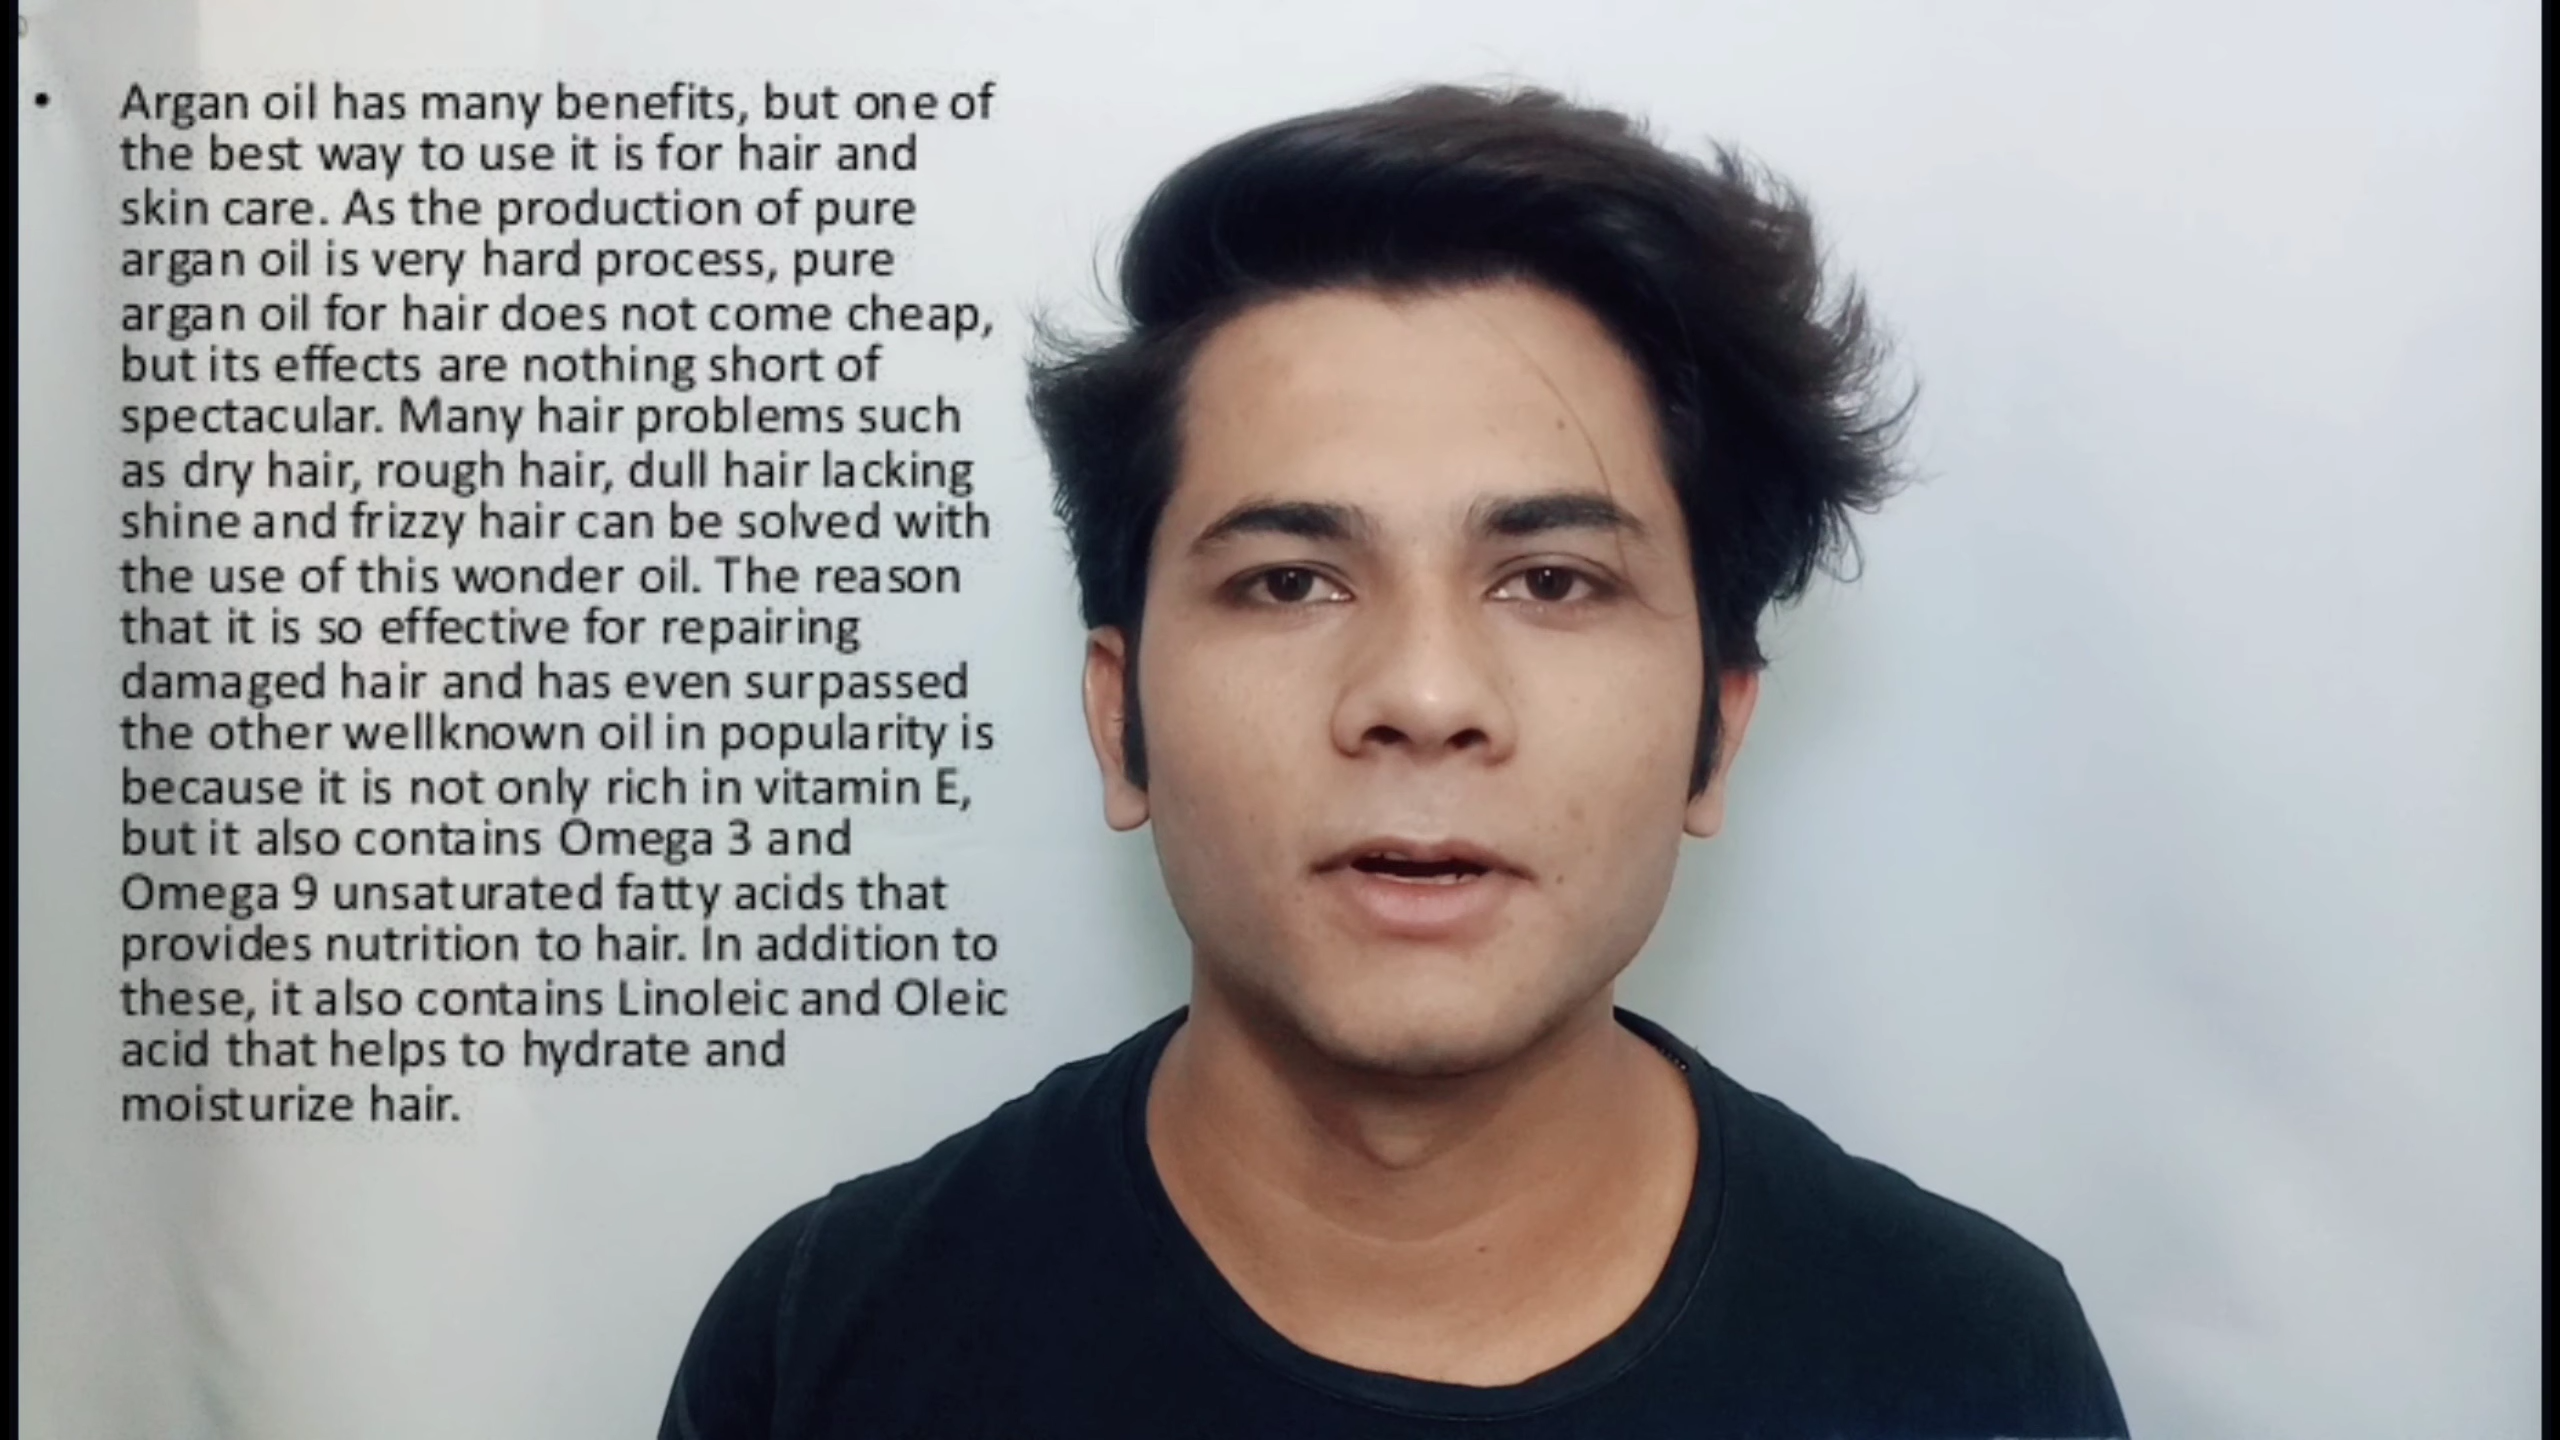 • Argan oil has many benefits, but one of
the best way to use it is for hair and
skin care. As the production of pure
argan oil is very hard process, pure
argan oil for hair does not come cheap,
but its effects are nothing short of
spectacular. Many hair problems such
as dry hair, rough hair, dull hair lacking
shine and frizzy hair can be solved with
the use of this wonder oil. The reason
that it is so effective for repairing
damaged hair and has even surpassed
the other wellknown oil in popularity is
because it is not only rich in vitamin E,
but it also contains Omega 3 and
Omega 9 unsaturated fatty acids that
provides nutrition to hair. In addition to
these, it also contains Linoleic and Oleic
acid that helps to hydrate and
moisturize hair.